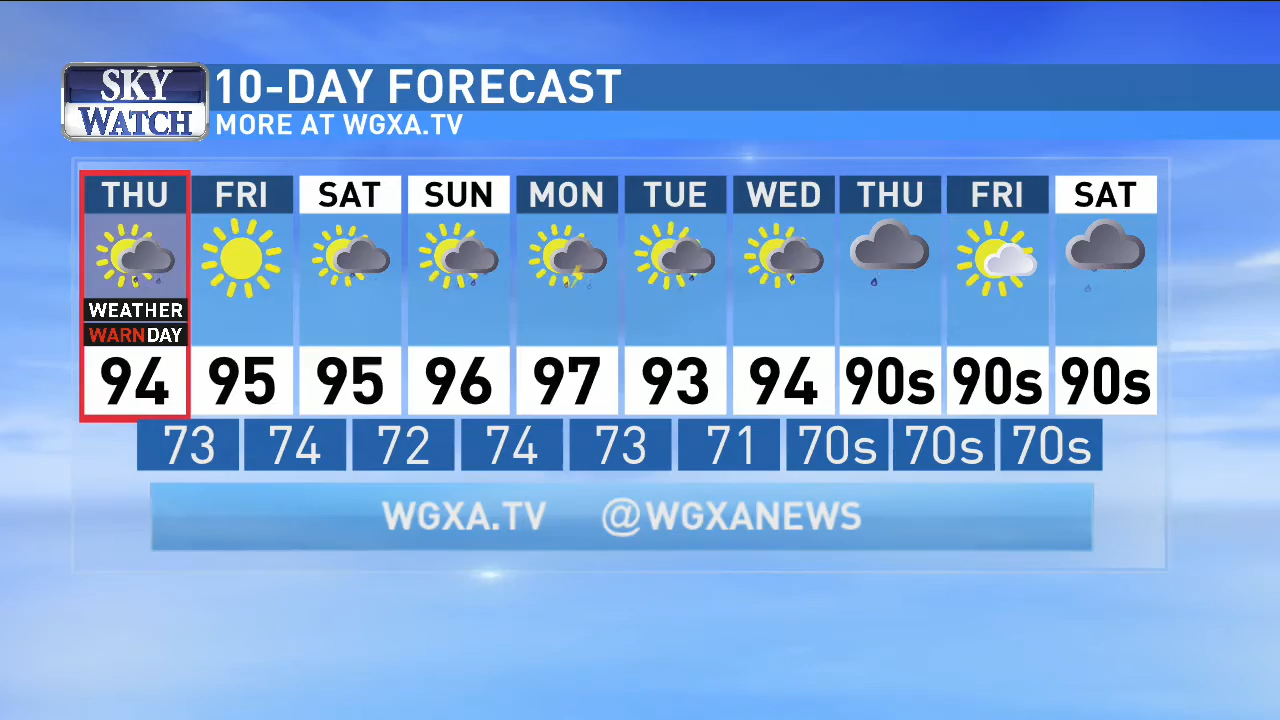 SKY
WATCH
10-DAY FORECAST
MORE AT WGXA.TV
THU FRI SAT SUN MON TUE WED THU FRI SAT
WEATHER
WARNDAY
94 95 95 96 97 93 94 90s 90s 90s
73 74 72 74 73 71 70s 70s 70s
WGXA.TV @WGXANEWS